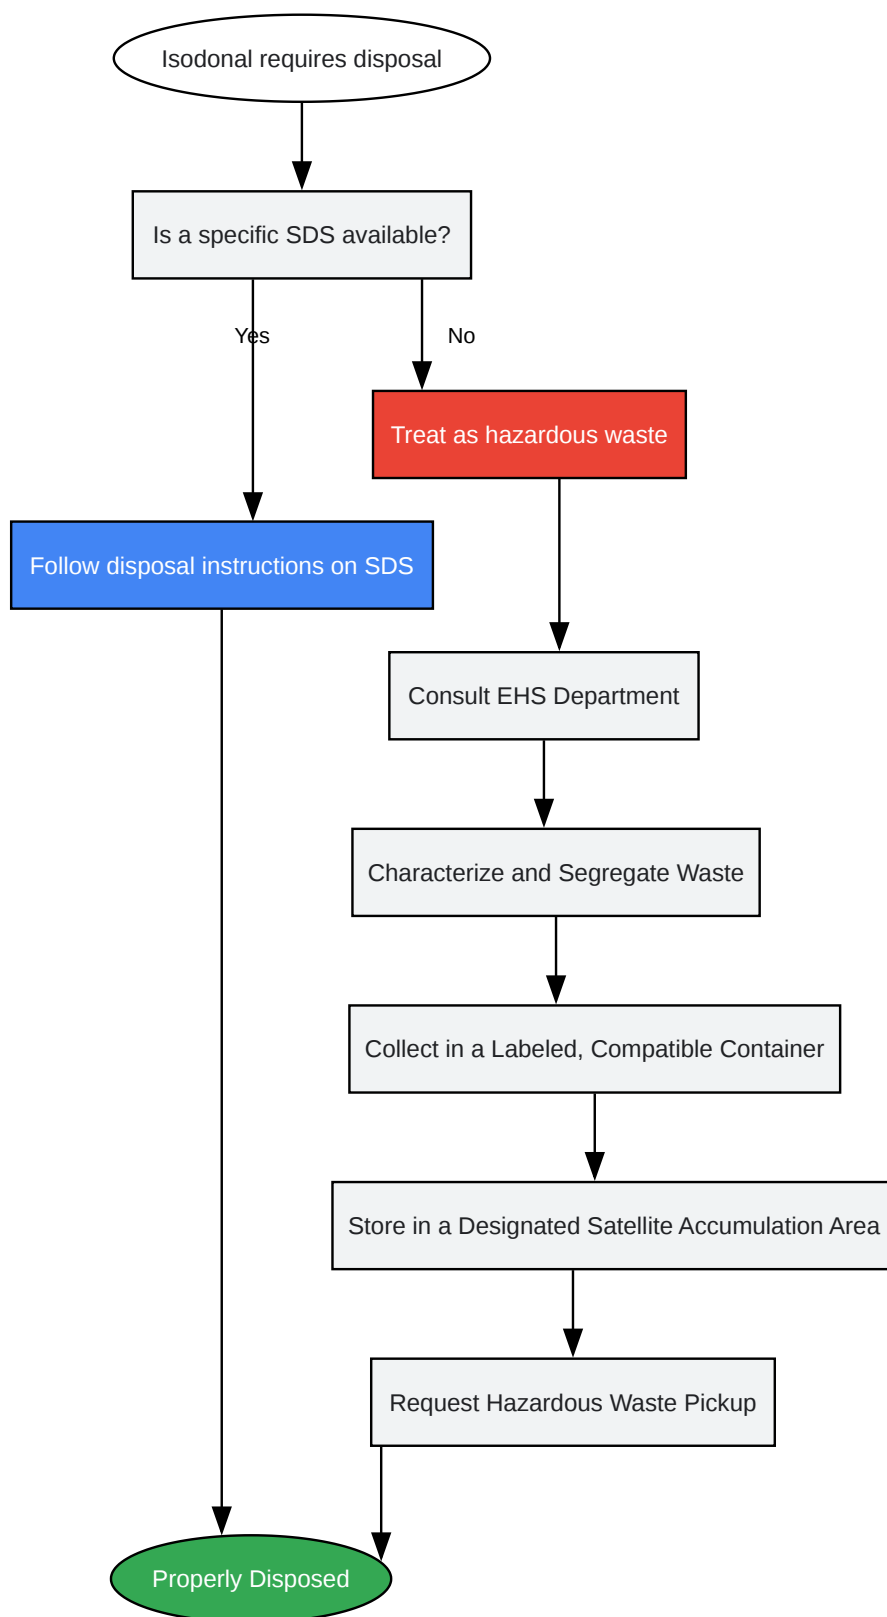 Isodonal requires disposal
Is a specific SDS available?
Yes
No
Treat as hazardous waste
Follow disposal instructions on SDS
Consult EHS Department
Characterize and Segregate Waste
Collect in a Labeled, Compatible Container
Store in a Designated Satellite Accumulation Area
Request Hazardous Waste Pickup
Properly Disposed